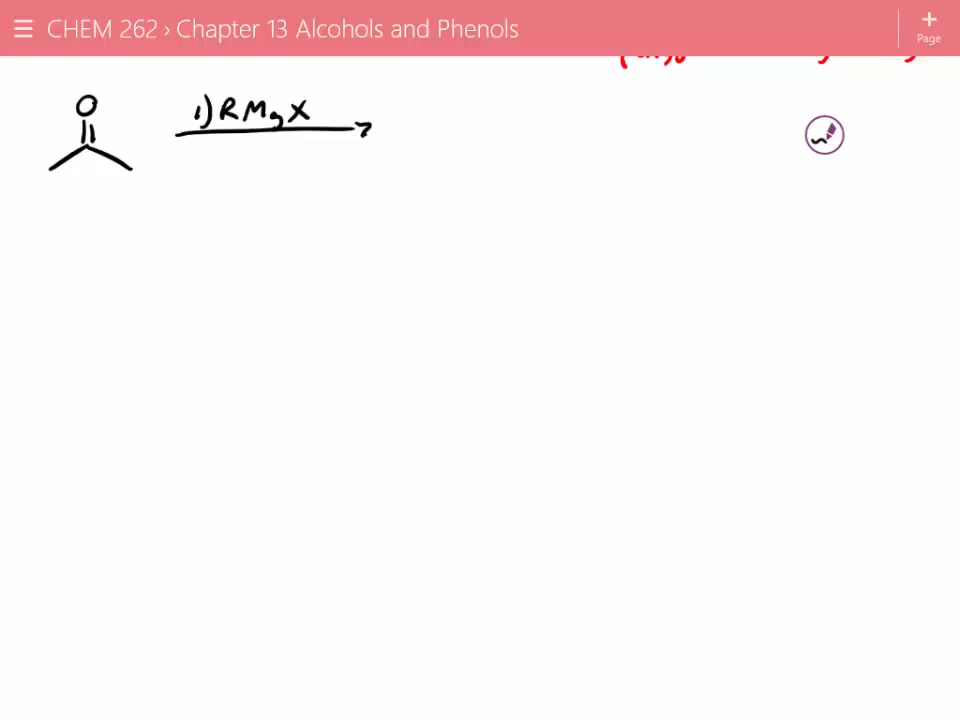 ☰ CHEM 262 › Chapter 13 Alcohols and Phenols
+
Page
O
1) RMgX